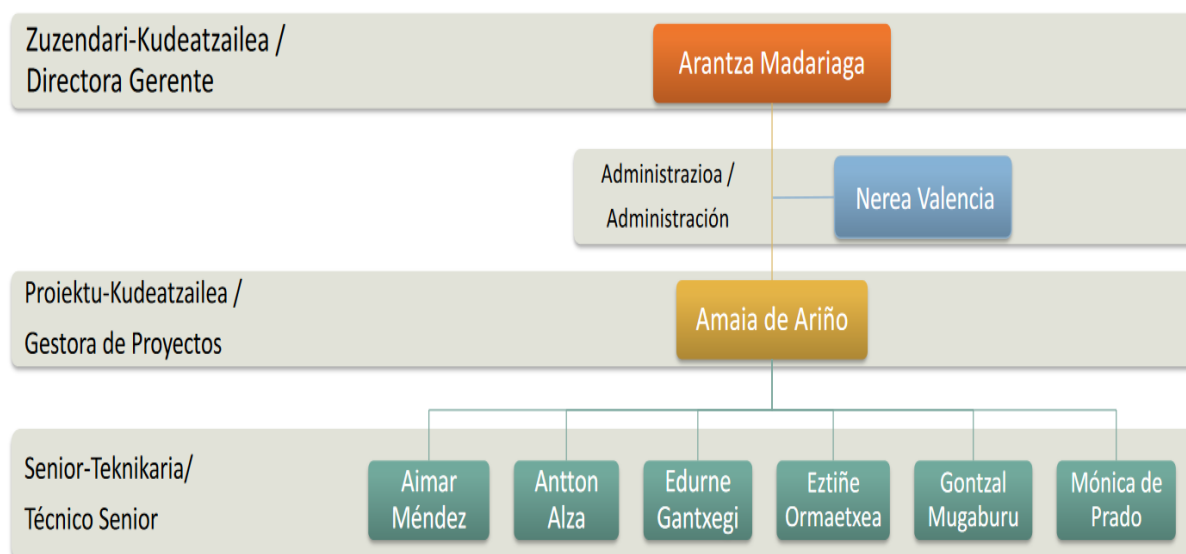 Zuzendari-Kudeatzailea /
Directora Gerente
Arantza Madariaga
Administrazioa /
Administración
Nerea Valencia
Proiektu-Kudeatzailea /
Gestora de Proyectos
Amaia de Ariño
Senior-Teknikaria/
Técnico Senior
Aimar
Méndez
Antton
Alza
Edurne
Gantxegi
Eztiñe
Ormaetxea
Gontzal
Mugaburu
Mónica de
Prado